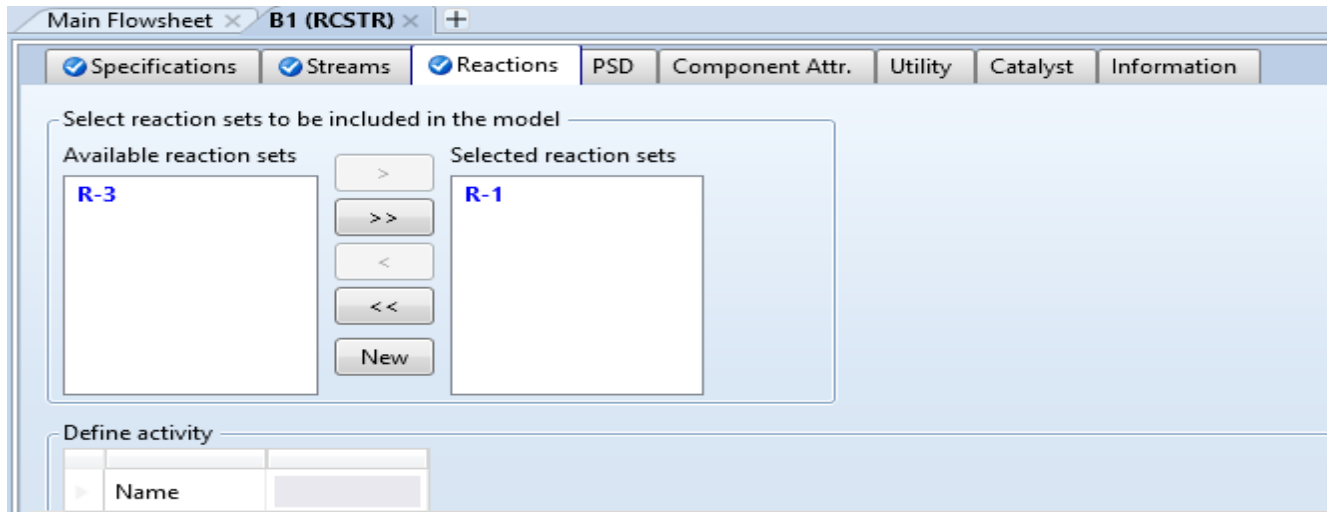 Main Flowsheet × B1 (RCSTR) × +
Specifications Streams Reactions PSD Component Attr. Utility Catalyst Information
Select reaction sets to be included in the model
Available reaction sets Selected reaction sets
R-3 > R-1
>>
<
<<
New
Define activity
Name